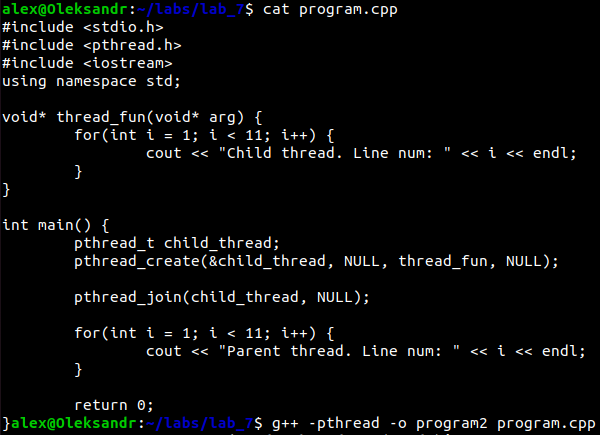 alex@Oleksandr:~/labs/lab_7$ cat program.cpp
#include <stdio.h>
#include <pthread.h>
#include <iostream>
using namespace std;

void* thread_fun(void* arg) {
        for(int i = 1; i < 11; i++) {
                cout << "Child thread. Line num: " << i << endl;
        }
}

int main() {
        pthread_t child_thread;
        pthread_create(&child_thread, NULL, thread_fun, NULL);

        pthread_join(child_thread, NULL);

        for(int i = 1; i < 11; i++) {
                cout << "Parent thread. Line num: " << i << endl;
        }

        return 0;
}alex@Oleksandr:~/labs/lab_7$ g++ -pthread -o program2 program.cpp